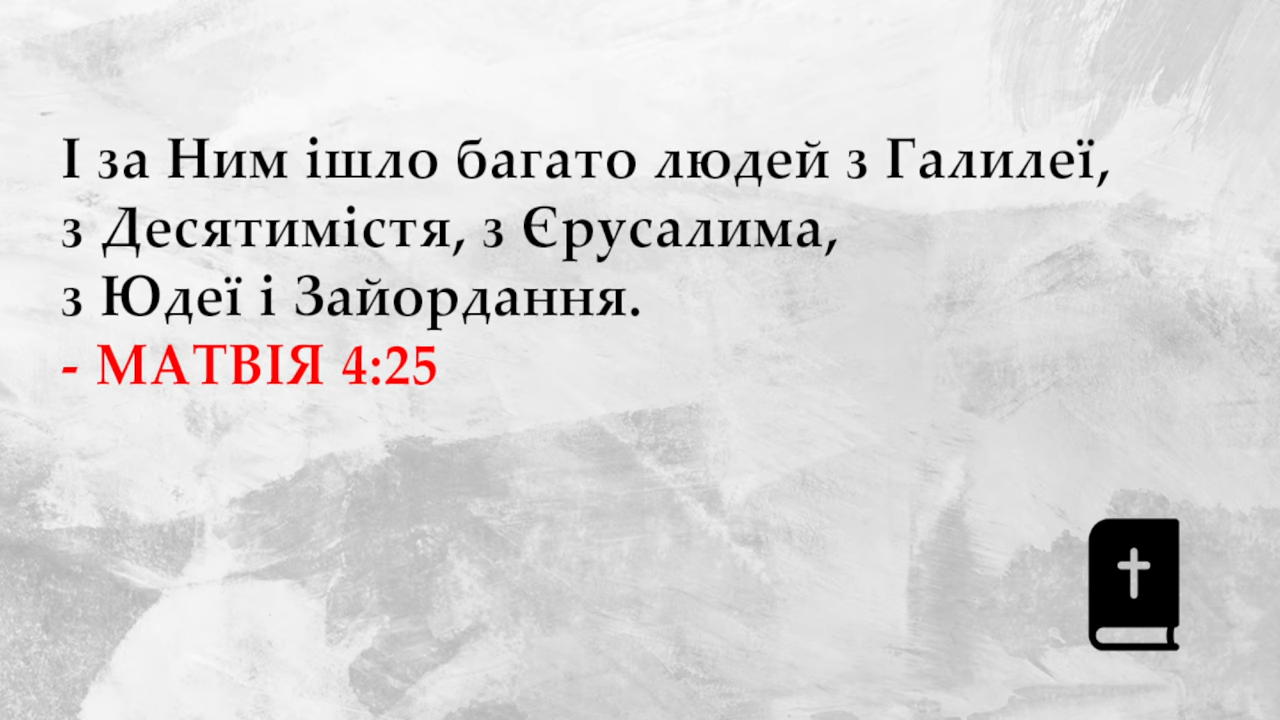 І за Ним ішло багато людей з Галилеї,
з Десятимістя, з Єрусалима,
з Юдеї і Зайордання.
- МАТВІЯ 4:25